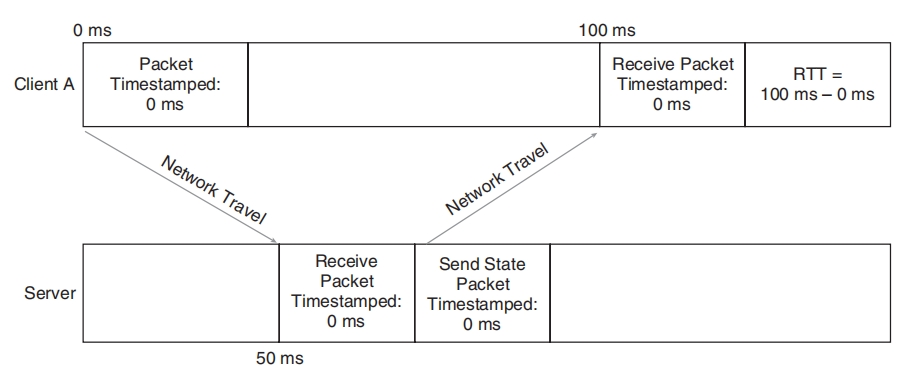 0 ms
100 ms
Client A
Packet
Timestamped:
0 ms
Receive Packet
Timestamped:
0 ms
RTT =
100 ms – 0 ms
Network Travel
Network Travel
Server
Receive
Packet
Timestamped:
0 ms
Send State
Packet
Timestamped:
0 ms
50 ms